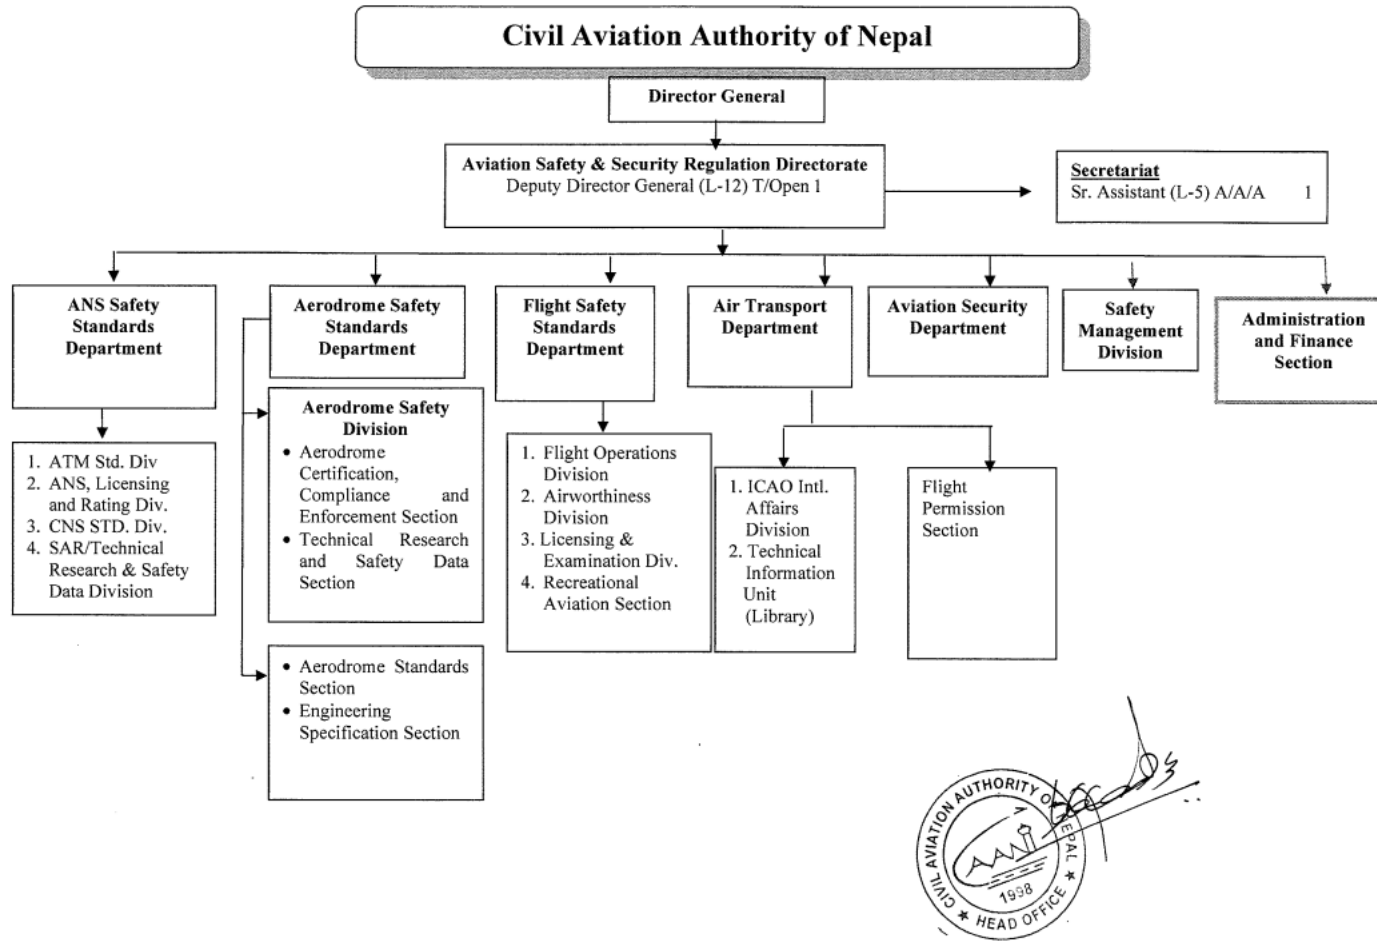 Civil Aviation Authority of Nepal
Director General
Aviation Safety & Security Regulation Directorate
Deputy Director General (L-12) T/Open 1
Secretariat
Sr. Assistant (L-5) A/A/A 1
ANS Safety
Standards
Department
Aerodrome Safety
Standards
Department
Flight Safety
Standards
Department
Air Transport
Department
Aviation Security
Department
Safety
Management
Division
Administration
and Finance
Section
1. ATM Std. Div
2. ANS, Licensing
and Rating Div.
3. CNS STD. Div.
4. SAR/Technical
Research & Safety
Data Division
Aerodrome Safety
Division
• Aerodrome
Certification,
Compliance and
Enforcement Section
• Technical Research
and Safety Data
Section
• Aerodrome Standards
Section
• Engineering
Specification Section
1. Flight Operations
Division
2. Airworthiness
Division
3. Licensing &
Examination Div.
4. Recreational
Aviation Section
1. ICAO Intl.
Affairs
Division
2. Technical
Information
Unit
(Library)
Flight
Permission
Section
CIVIL AVIATION AUTHORITY OF NEPAL
1998
★ HEAD OFFICE ★